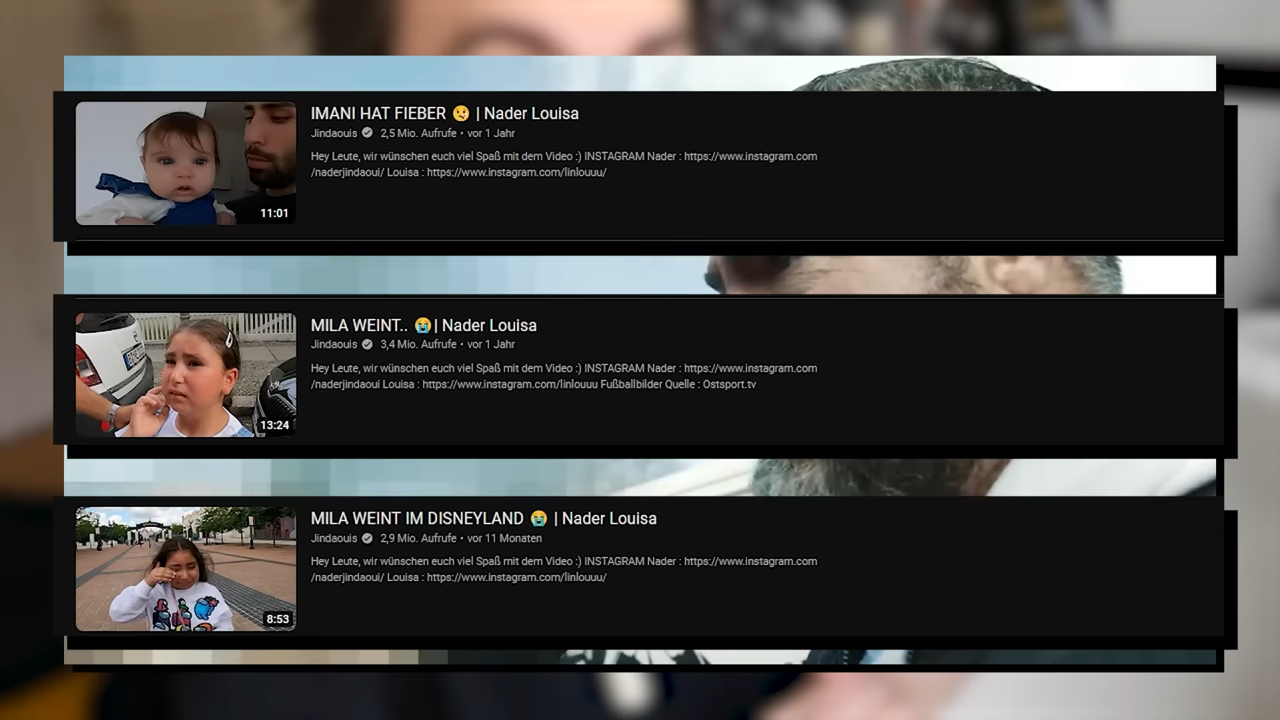 IMANI HAT FIEBER 🤒 | Nader Louisa
Jindaouis 2,5 Mio. Aufrufe • vor 1 Jahr
Hey Leute, wir wünschen euch viel Spaß mit dem Video :) INSTAGRAM Nader : https://www.instagram.com
/naderjindaoui/ Louisa : https://www.instagram.com/linlouuu/
11:01
MILA WEINT.. 😭| Nader Louisa
Jindaouis 3,4 Mio. Aufrufe • vor 1 Jahr
Hey Leute, wir wünschen euch viel Spaß mit dem Video :) INSTAGRAM Nader : https://www.instagram.com
/naderjindaoui Louisa : https://www.instagram.com/linlouuu Fußballbilder Quelle : Ostsport.tv
13:24
MILA WEINT IM DISNEYLAND 😭 | Nader Louisa
Jindaouis 2,9 Mio. Aufrufe • vor 11 Monaten
Hey Leute, wir wünschen euch viel Spaß mit dem Video :) INSTAGRAM Nader : https://www.instagram.com
/naderjindaoui/ Louisa : https://www.instagram.com/linlouuu/
8:53